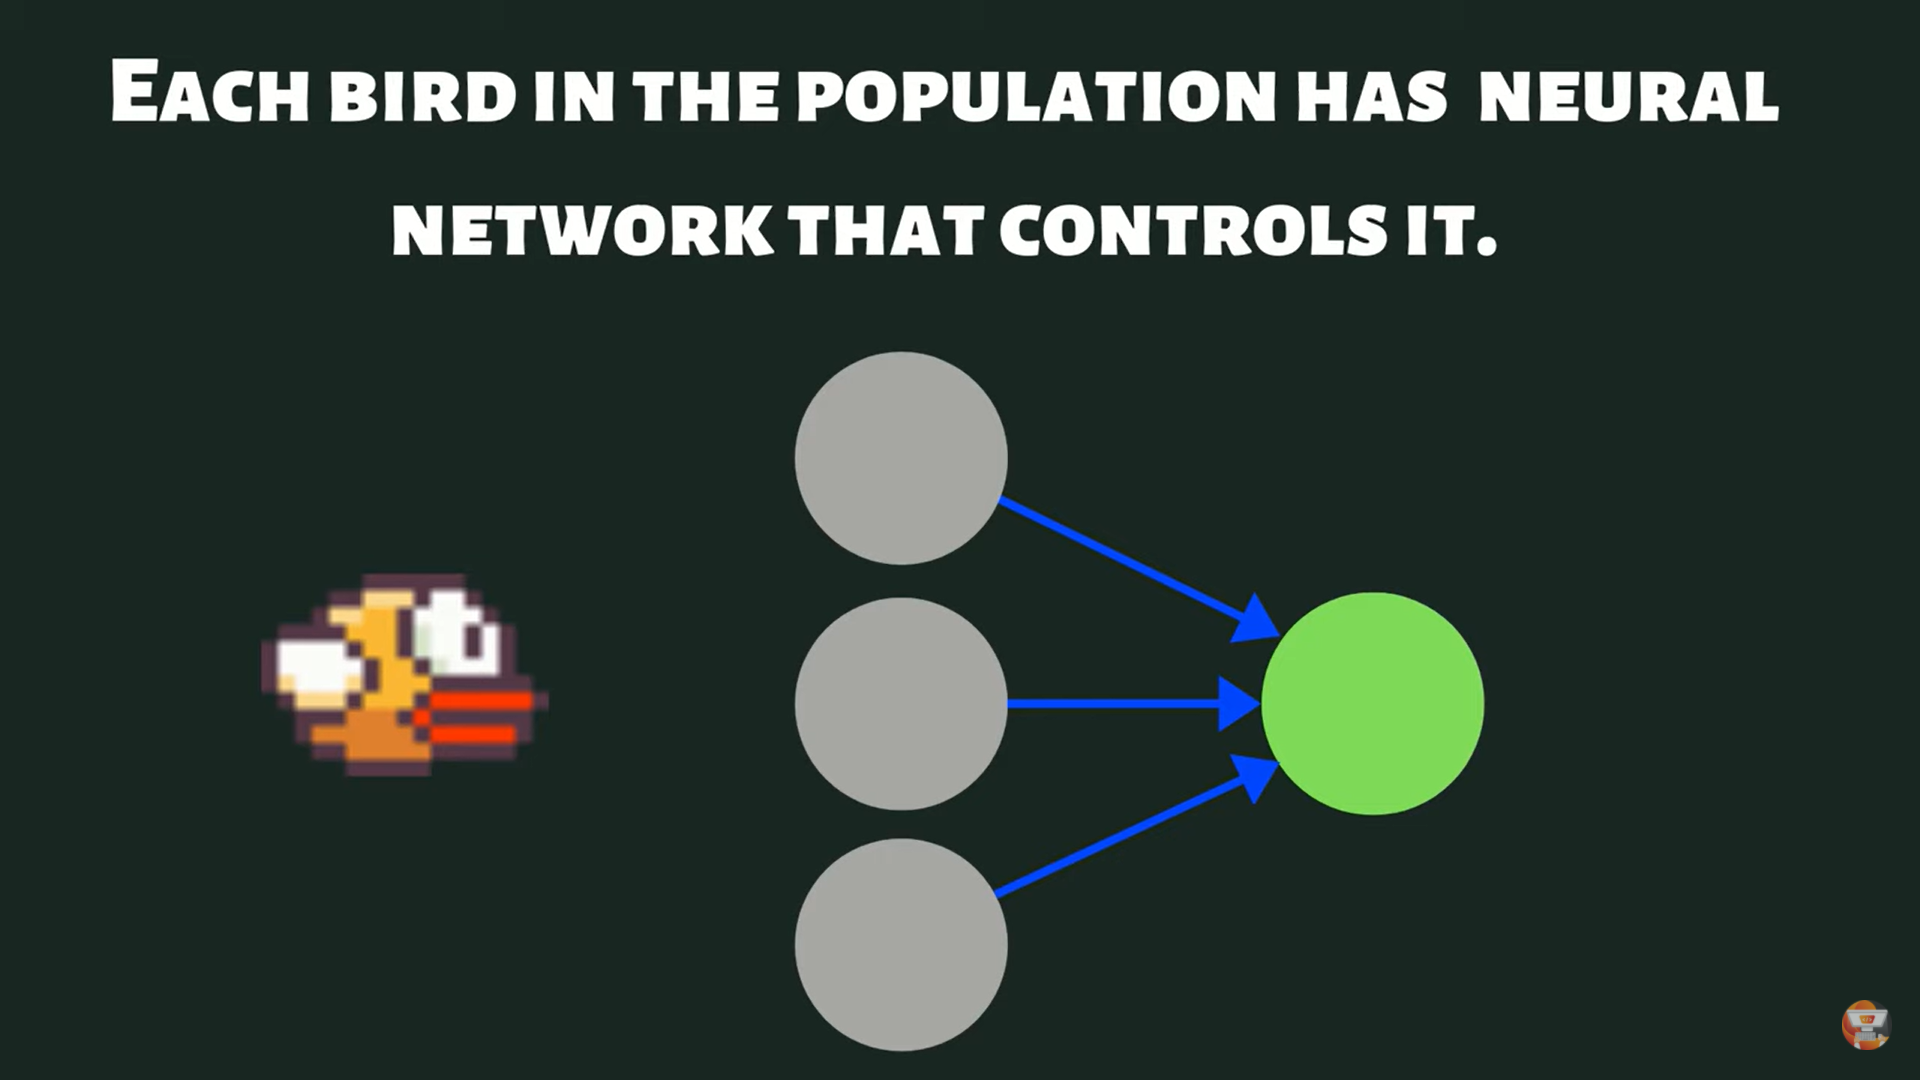 Each bird in the population has neural
network that controls it.